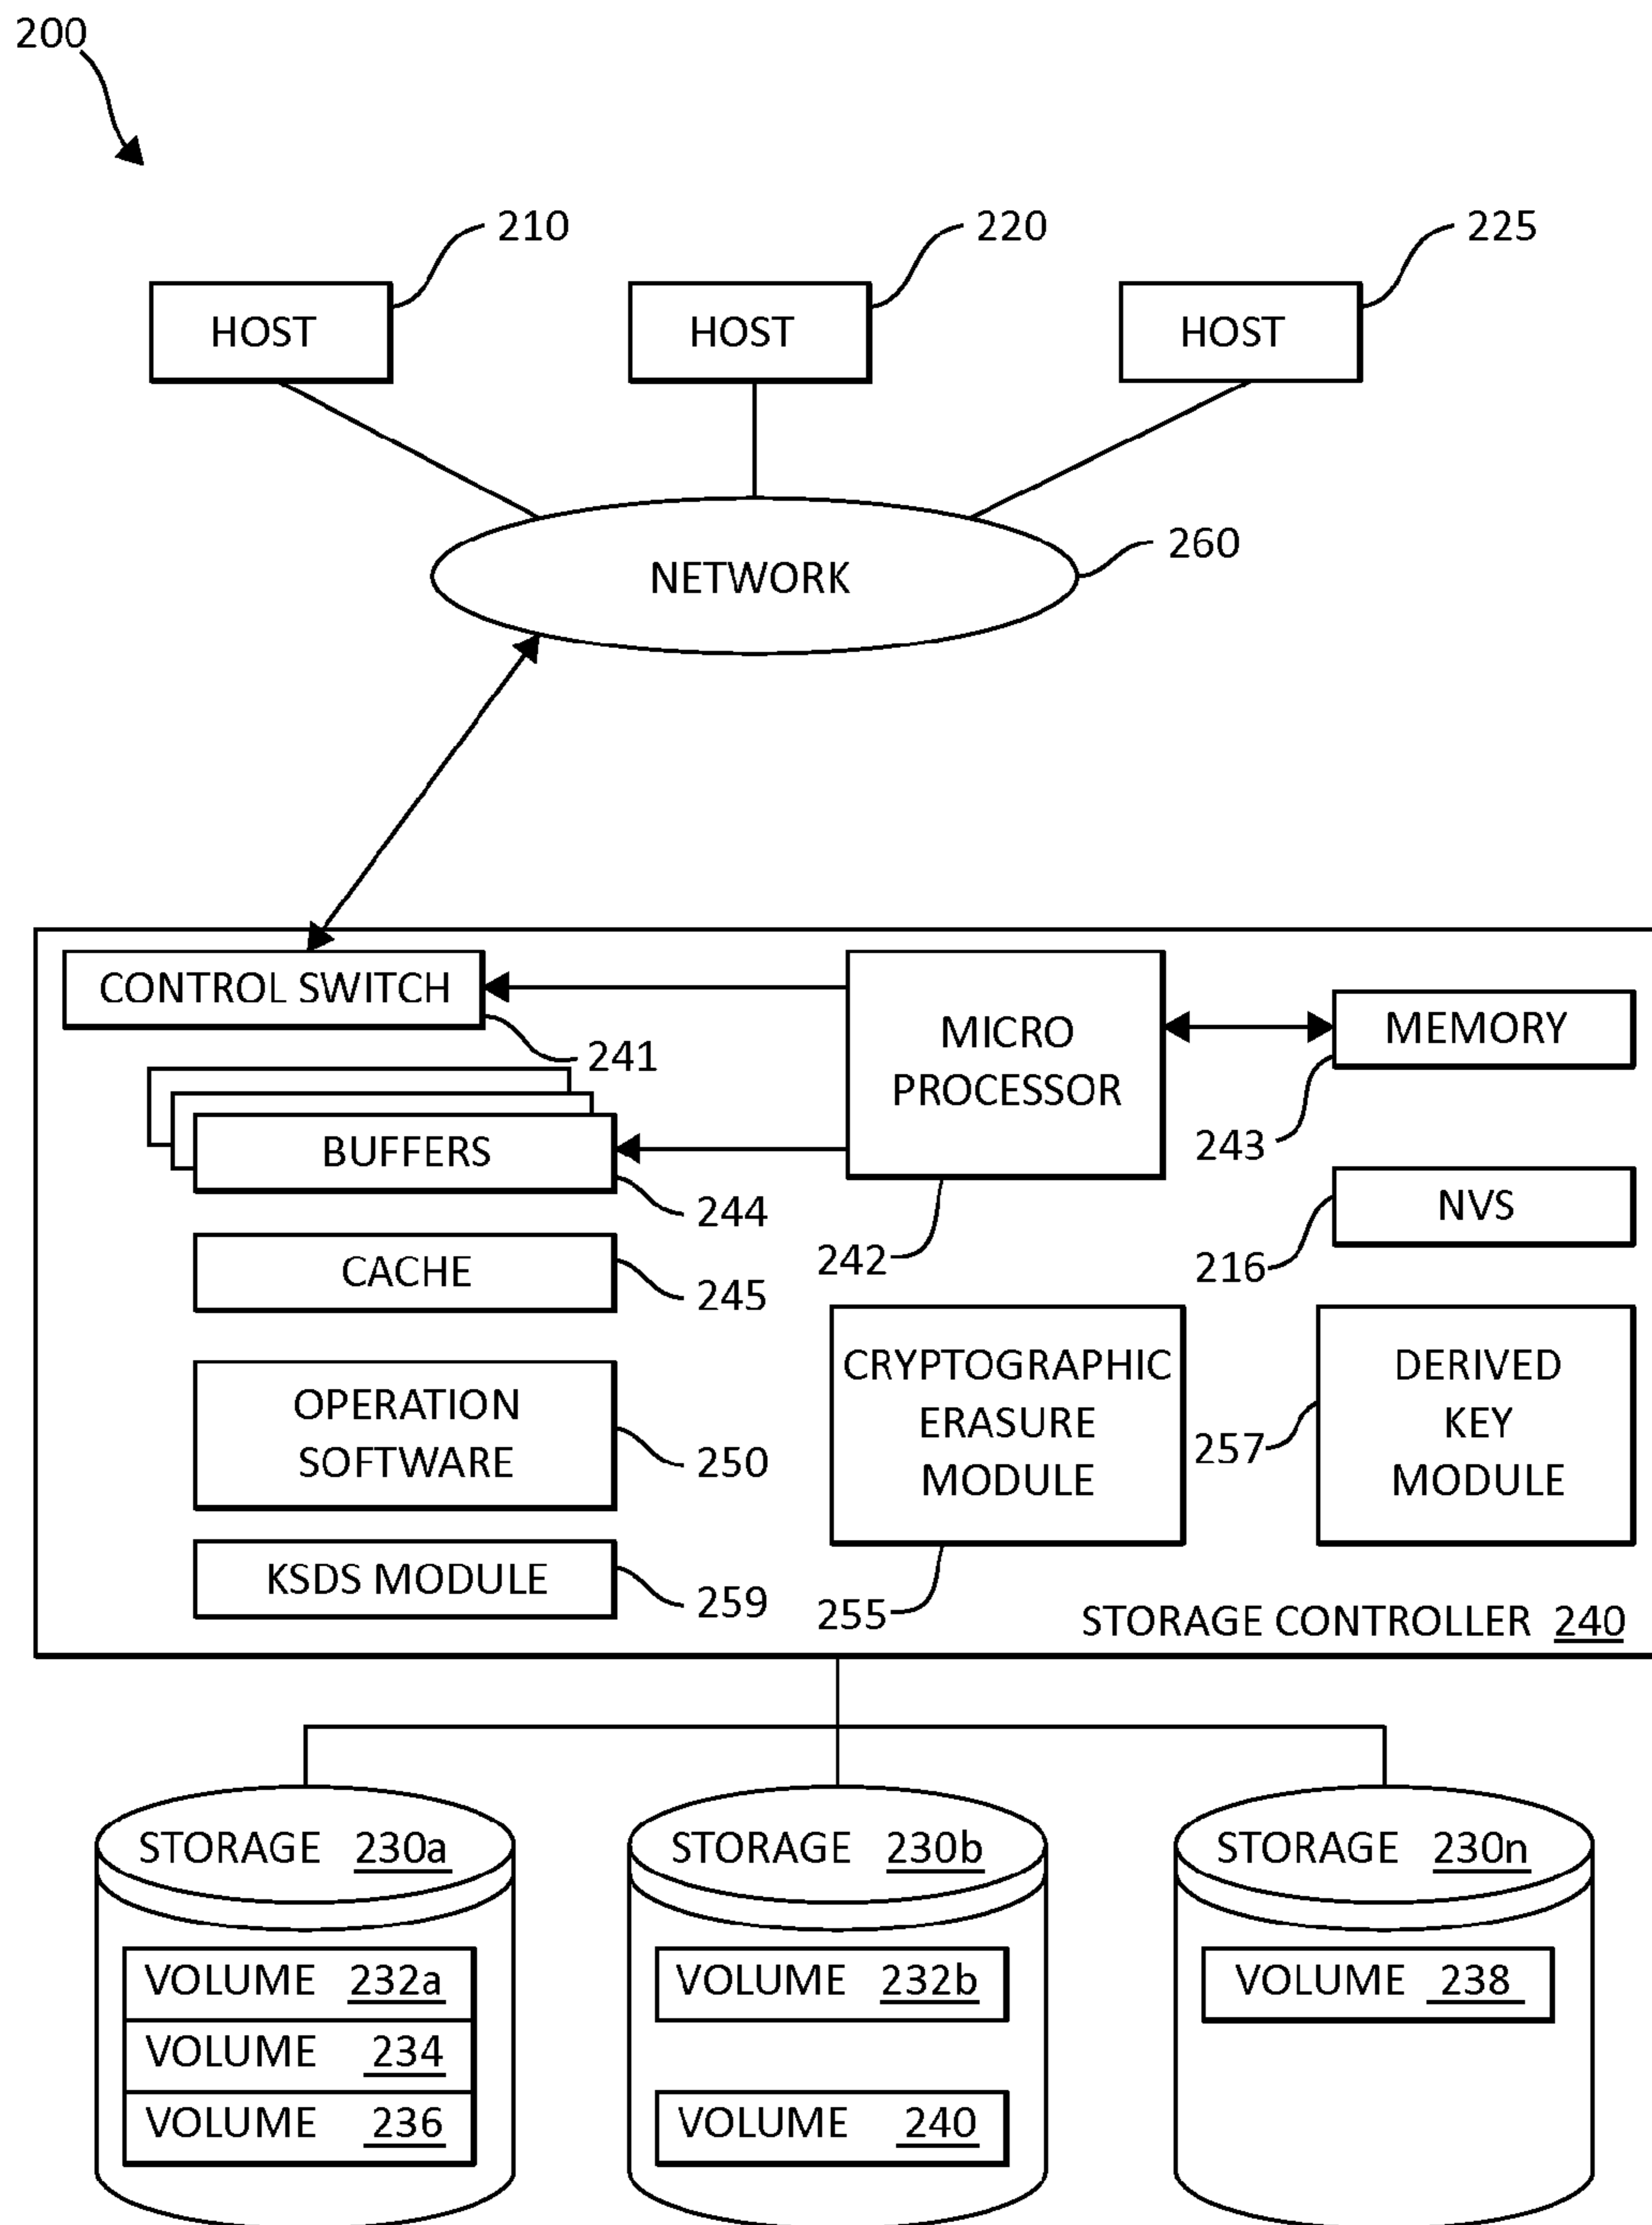 200
210
220
225
HOST
HOST
HOST
260
NETWORK
CONTROL SWITCH
241
MICRO
PROCESSOR
MEMORY
243
BUFFERS
244
242
NVS
216
CACHE
245
OPERATION
SOFTWARE
250
CRYPTOGRAPHIC
ERASURE
MODULE
255
257
DERIVED
KEY
MODULE
KSDS MODULE
259
STORAGE CONTROLLER 240
STORAGE 230a
VOLUME 232a
VOLUME 234
VOLUME 236
STORAGE 230b
VOLUME 232b
VOLUME 240
STORAGE 230n
VOLUME 238